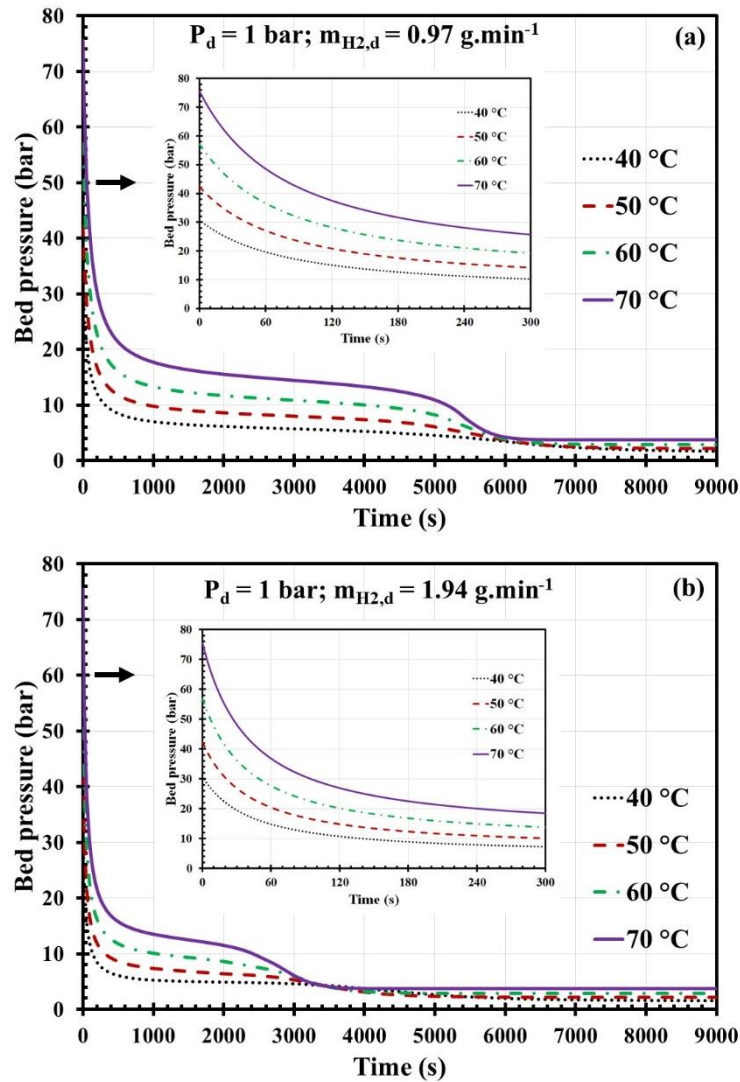 P_d = 1 bar; m_H2,d = 0.97 g.min⁻¹
(a)
Bed pressure (bar)
80
70
60
50
40
30
20
10
0
Bed pressure (bar)
80
70
60
50
40
30
20
10
0
40 °C
50 °C
60 °C
70 °C
0 60 120 180 240 300
Time (s)
40 °C
50 °C
60 °C
70 °C
0 1000 2000 3000 4000 5000 6000 7000 8000 9000
Time (s)
P_d = 1 bar; m_H2,d = 1.94 g.min⁻¹
(b)
Bed pressure (bar)
80
70
60
50
40
30
20
10
0
Bed pressure (bar)
80
70
60
50
40
30
20
10
0
40 °C
50 °C
60 °C
70 °C
0 60 120 180 240 300
Time (s)
40 °C
50 °C
60 °C
70 °C
0 1000 2000 3000 4000 5000 6000 7000 8000 9000
Time (s)